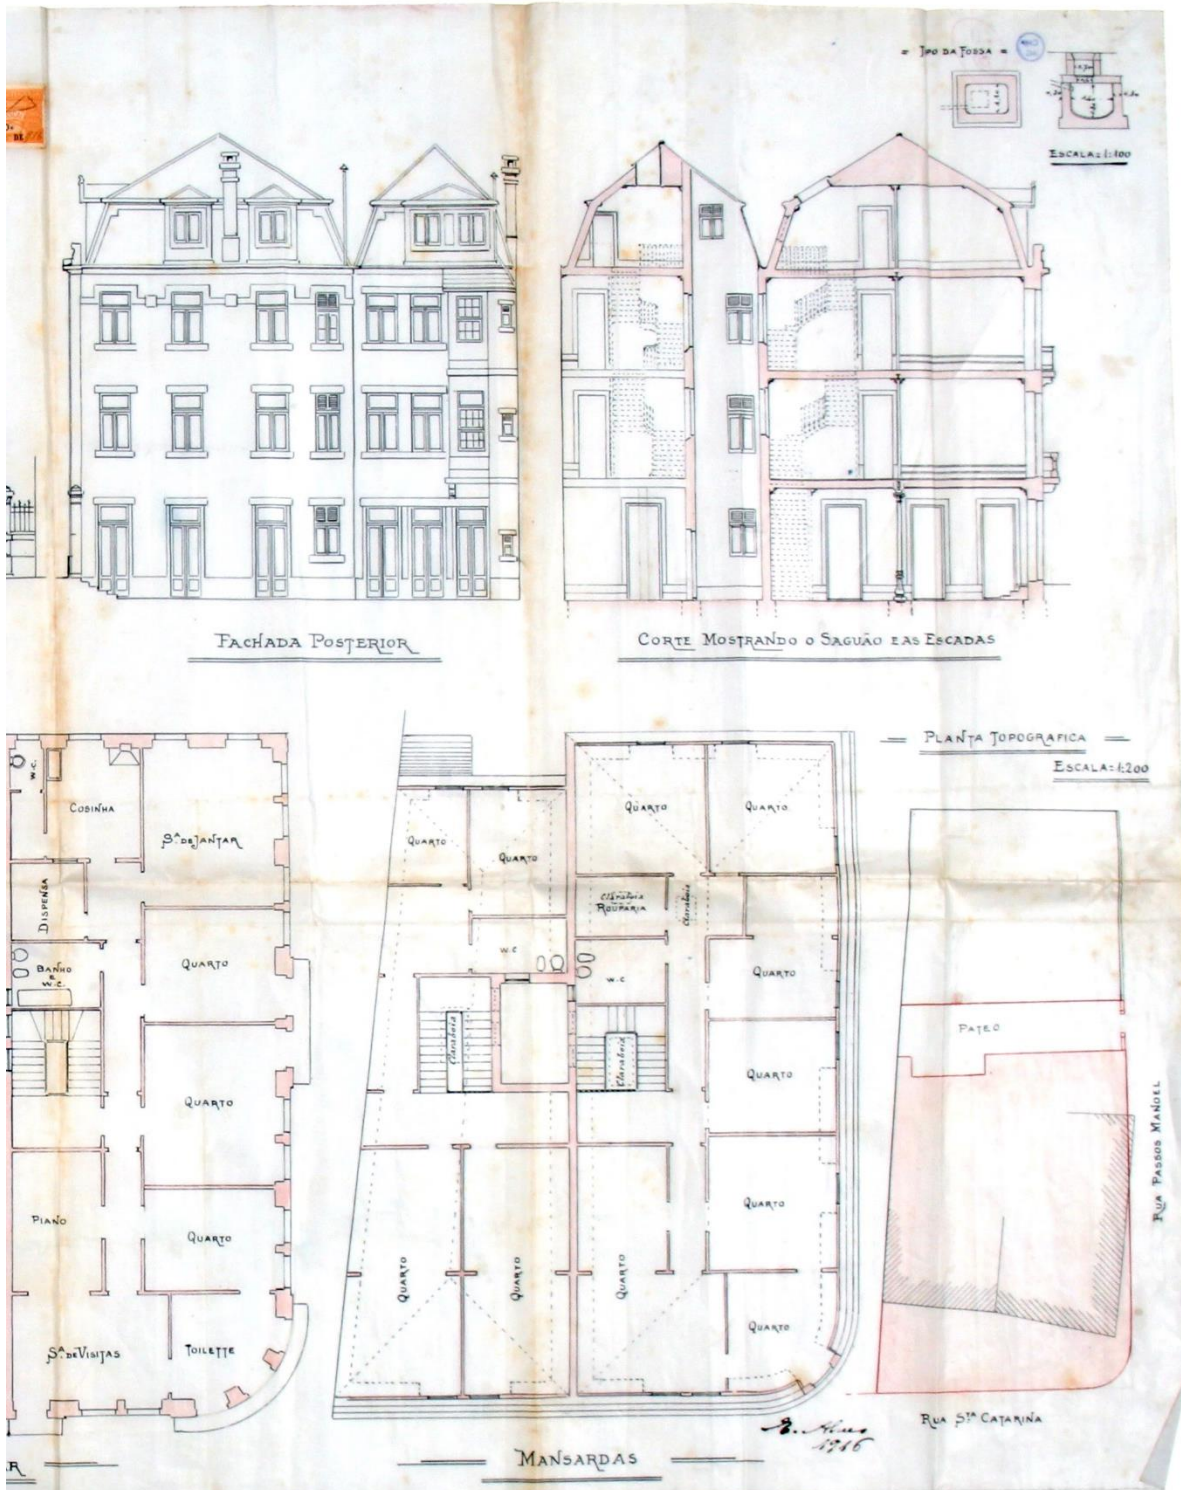 = TIPO DA FOSSA =
ESCALA=1:100
DE
FACHADA POSTERIOR
CORTE MOSTRANDO O SAGUÃO E AS ESCADAS
PLANTA TOPOGRAFICA
ESCALA=1:200
W.C.
COSINHA
Sᴬ. DE JANTAR
DISPENSA
QUARTO
BANHO
E
W.C.
QUARTO
PIANO
QUARTO
Sᴬ. DE VISITAS
TOILETTE
QUARTO
QUARTO
QUARTO
QUARTO
Claraboia
ROUPARIA
Claraboia
W.C
W.C
QUARTO
Claraboia
Claraboia
QUARTO
QUARTO
QUARTO
QUARTO
QUARTO
QUARTO
PATEO
RUA PASSOS MANOEL
RUA Sᵀᴬ CATARINA
E. Alves
1916
AR
MANSARDAS